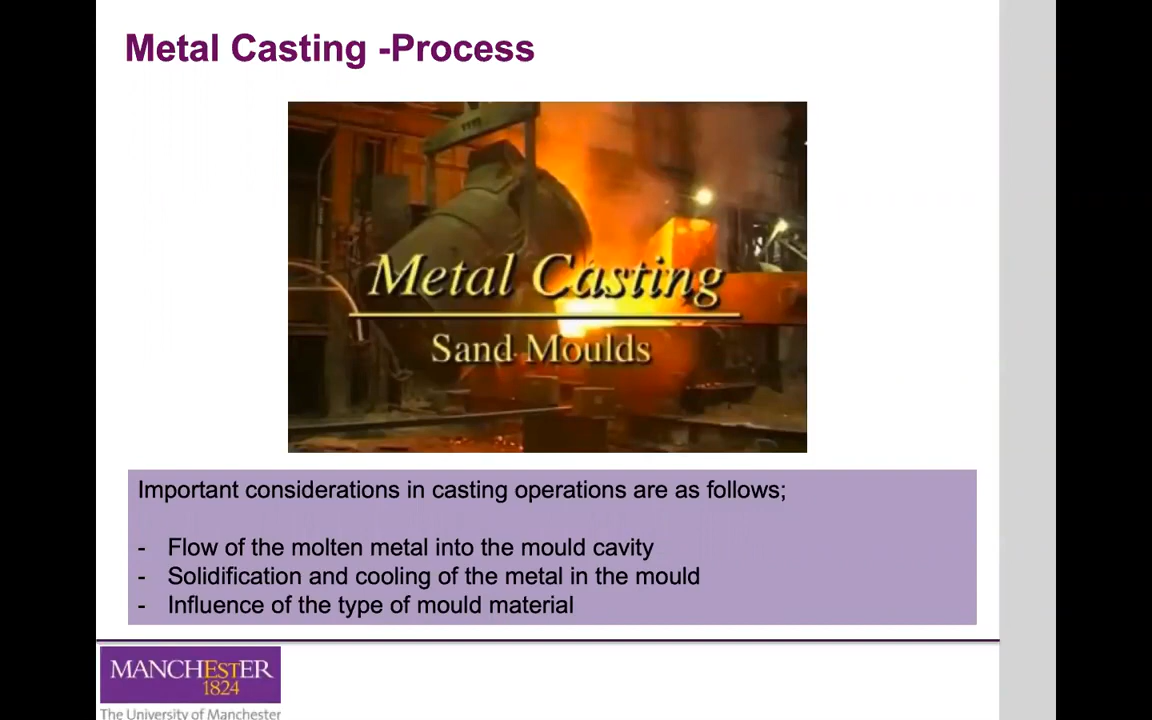 Metal Casting -Process
Metal Casting
Sand Moulds
Important considerations in casting operations are as follows;
- Flow of the molten metal into the mould cavity
- Solidification and cooling of the metal in the mould
- Influence of the type of mould material
MANCHESTER
1824
The University of Manchester